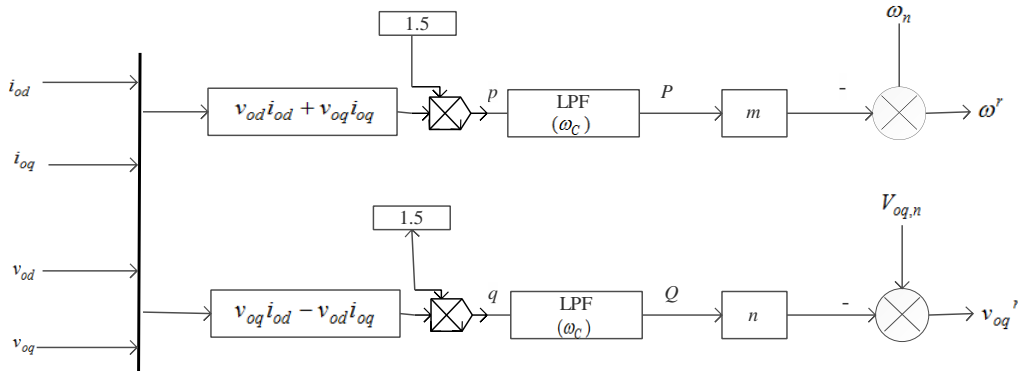 1.5
ωₙ
i_od
v_od i_od + v_oq i_oq
p
LPF
(ω_C)
P
m
-
ω^r
i_oq
1.5
V_oq,n
v_od
v_oq i_od − v_od i_oq
q
LPF
(ω_C)
Q
n
-
v_oq^r
v_oq